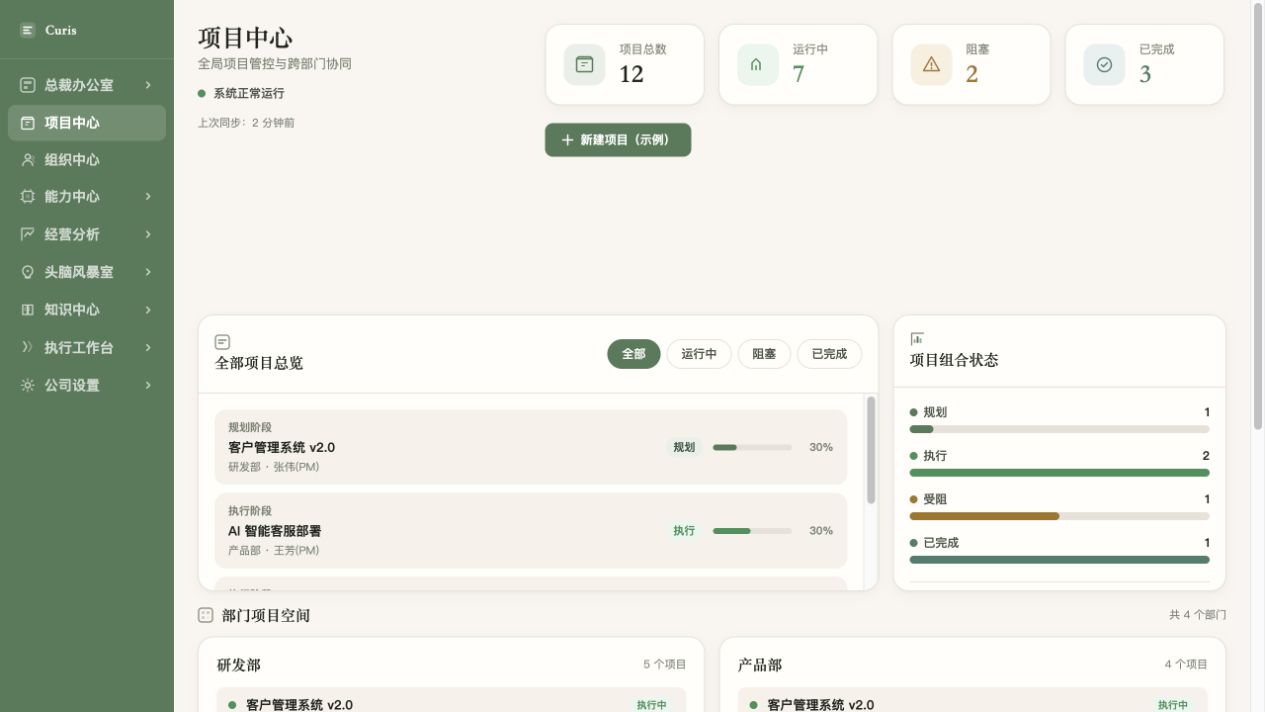 Curis
总裁办公室
项目中心
组织中心
能力中心
经营分析
头脑风暴室
知识中心
执行工作台
公司设置
项目中心
全局项目管控与跨部门协同
系统正常运行
上次同步: 2 分钟前
项目总数
12
运行中
7
阻塞
2
已完成
3
新建项目（示例）
全部项目总览
全部
运行中
阻塞
已完成
规划阶段
客户管理系统 v2.0
研发部 · 张伟(PM)
规划
30%
执行阶段
AI 智能客服部署
产品部 · 王芳(PM)
执行
30%
项目组合状态
规划 1
执行 2
受阻 1
已完成 1
部门项目空间
共 4 个部门
研发部
5 个项目
客户管理系统 v2.0
执行中
产品部
4 个项目
客户管理系统 v2.0
执行中